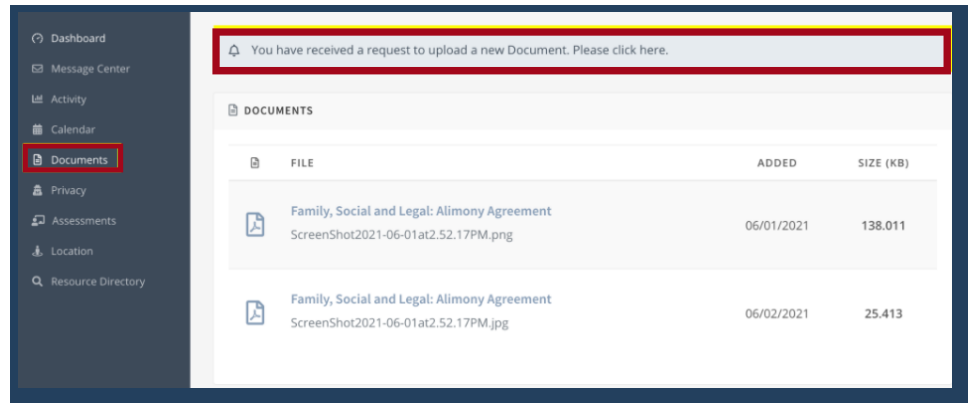 Dashboard
Message Center
Activity
Calendar
Documents
Privacy
Assessments
Location
Resource Directory
You have received a request to upload a new Document. Please click here.
DOCUMENTS
FILE ADDED SIZE (KB)
Family, Social and Legal: Alimony Agreement
ScreenShot2021-06-01at2.52.17PM.png 06/01/2021 138.011
Family, Social and Legal: Alimony Agreement
ScreenShot2021-06-01at2.52.17PM.jpg 06/02/2021 25.413